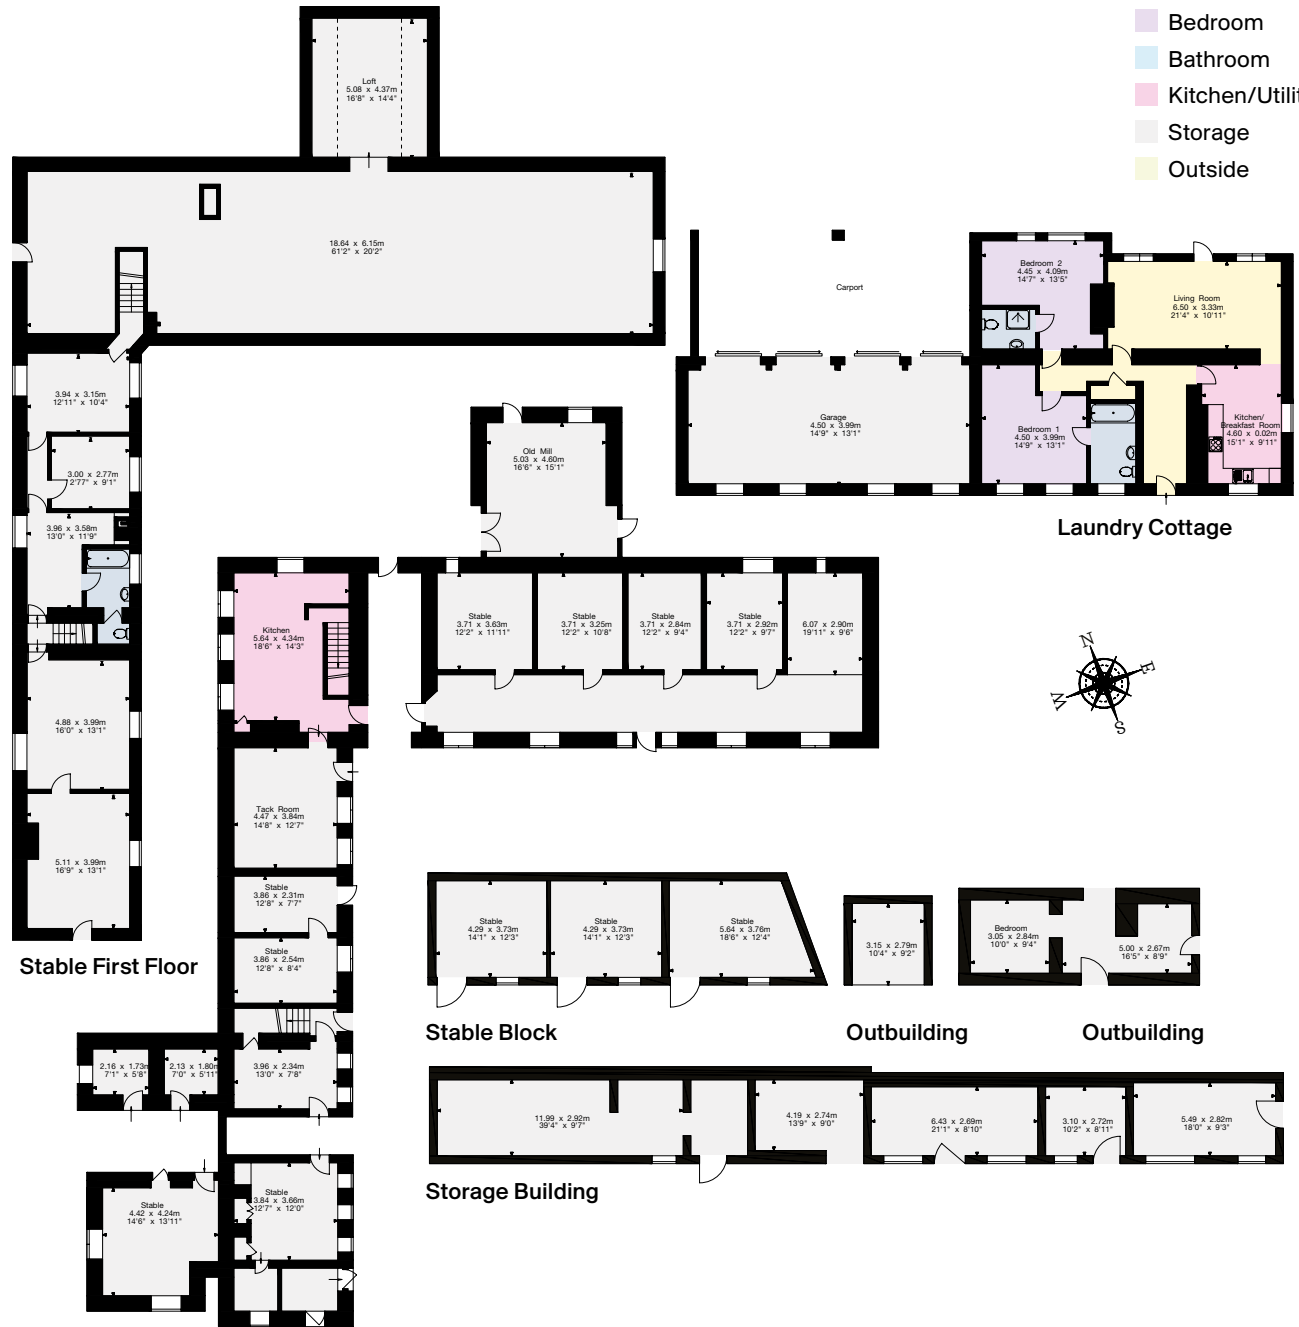 Bedroom
Bathroom
Kitchen/Utilit
Storage
Outside
Loft
5.08 x 4.37m
16'8" x 14'4"
18.64 x 6.15m
61'2" x 20'2"
3.94 x 3.15m
12'11" x 10'4"
3.00 x 2.77m
2'77" x 9'1"
3.96 x 3.58m
13'0" x 11'9"
4.88 x 3.99m
16'0" x 13'1"
5.11 x 3.99m
16'9" x 13'1"
Stable First Floor
Carport
Garage
4.50 x 3.99m
14'9" x 13'1"
Bedroom 2
4.45 x 4.09m
14'7" x 13'5"
Living Room
6.50 x 3.33m
21'4" x 10'11"
Bedroom 1
4.50 x 3.99m
14'9" x 13'1"
Kitchen/
Breakfast Room
4.60 x 0.02m
15'1" x 9'11"
Laundry Cottage
Old Mill
5.03 x 4.60m
16'6" x 15'1"
Kitchen
5.64 x 4.34m
18'6" x 14'3"
Stable
3.71 x 3.63m
12'2" x 11'11"
Stable
3.71 x 3.25m
12'2" x 10'8"
Stable
3.71 x 2.84m
12'2" x 9'4"
Stable
3.71 x 2.92m
12'2" x 9'7"
6.07 x 2.90m
19'11" x 9'6"
N
E
S
W
Tack Room
4.47 x 3.84m
14'8" x 12'7"
Stable
3.86 x 2.31m
12'8" x 7'7"
Stable
3.86 x 2.54m
12'8" x 8'4"
3.96 x 2.34m
13'0" x 7'8"
2.16 x 1.73m
7'1" x 5'8"
2.13 x 1.80m
7'0" x 5'11"
Stable
3.84 x 3.66m
12'7" x 12'0"
Stable
4.42 x 4.24m
14'6" x 13'11"
Stable
4.29 x 3.73m
14'1" x 12'3"
Stable
4.29 x 3.73m
14'1" x 12'3"
Stable
5.64 x 3.76m
18'6" x 12'4"
Stable Block
3.15 x 2.79m
10'4" x 9'2"
Outbuilding
Bedroom
3.05 x 2.84m
10'0" x 9'4"
5.00 x 2.67m
16'5" x 8'9"
Outbuilding
11.99 x 2.92m
39'4" x 9'7"
4.19 x 2.74m
13'9" x 9'0"
6.43 x 2.69m
21'1" x 8'10"
3.10 x 2.72m
10'2" x 8'11"
5.49 x 2.82m
18'0" x 9'3"
Storage Building